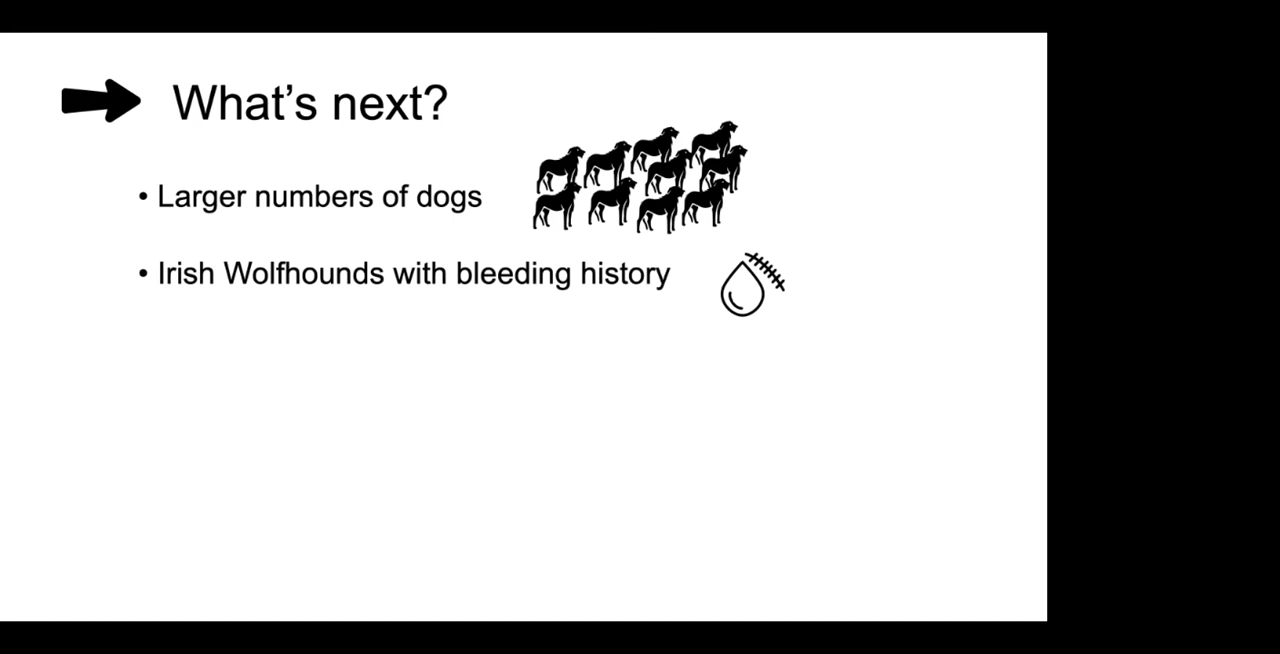 What’s next?
• Larger numbers of dogs
• Irish Wolfhounds with bleeding history